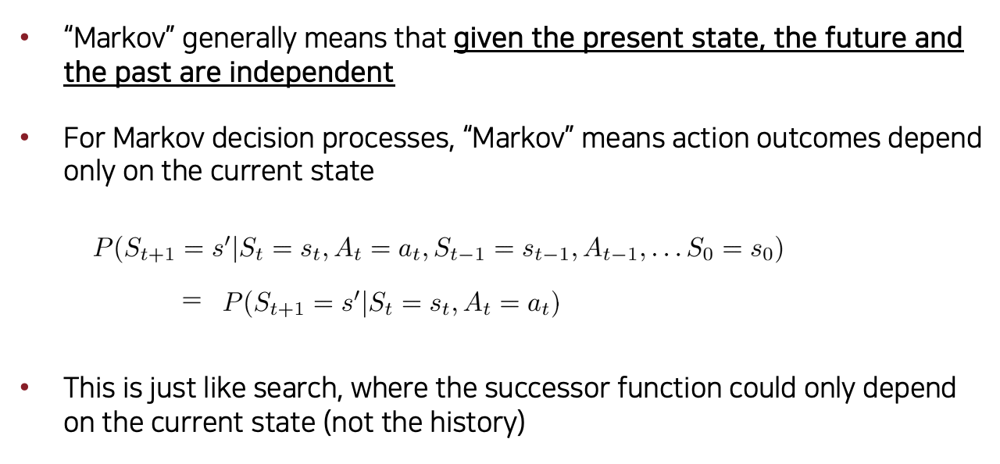 • “Markov” generally means that given the present state, the future and
the past are independent
• For Markov decision processes, “Markov” means action outcomes depend
only on the current state
P(S_{t+1} = s′|S_t = s_t, A_t = a_t, S_{t−1} = s_{t−1}, A_{t−1}, … S_0 = s_0)
= P(S_{t+1} = s′|S_t = s_t, A_t = a_t)
• This is just like search, where the successor function could only depend
on the current state (not the history)